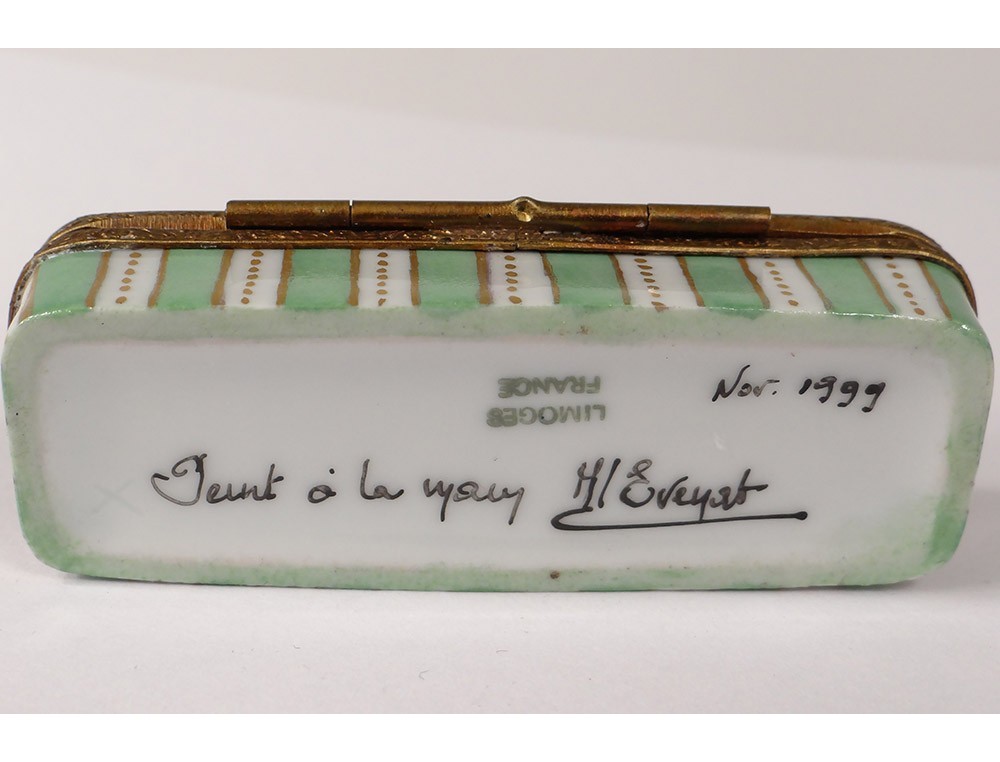 Nov. 1999
LIMOGES
FRANCE
Peint à la main